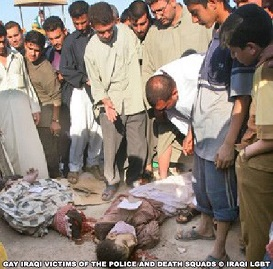 GAY IRAQI VICTIMS OF THE POLICE AND DEATH SQUADS © IRAQI LGBT